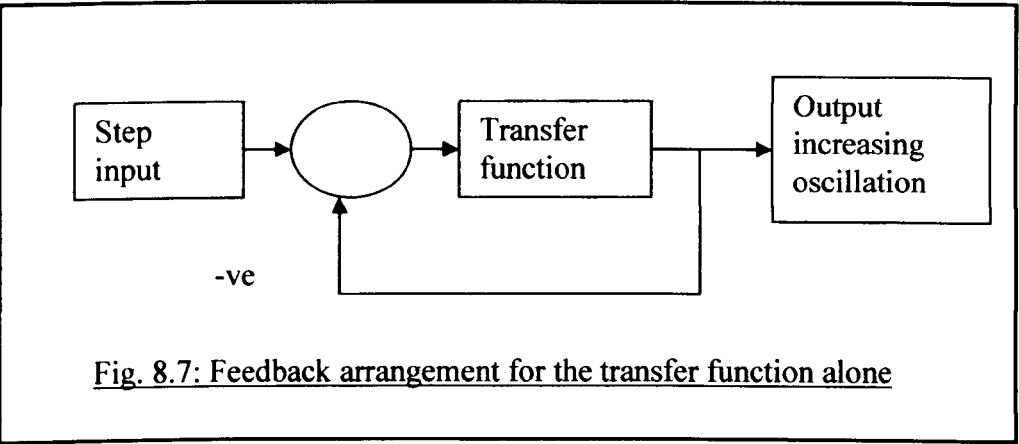 Step
input
Transfer
function
Output
increasing
oscillation
-ve
Fig. 8.7: Feedback arrangement for the transfer function alone